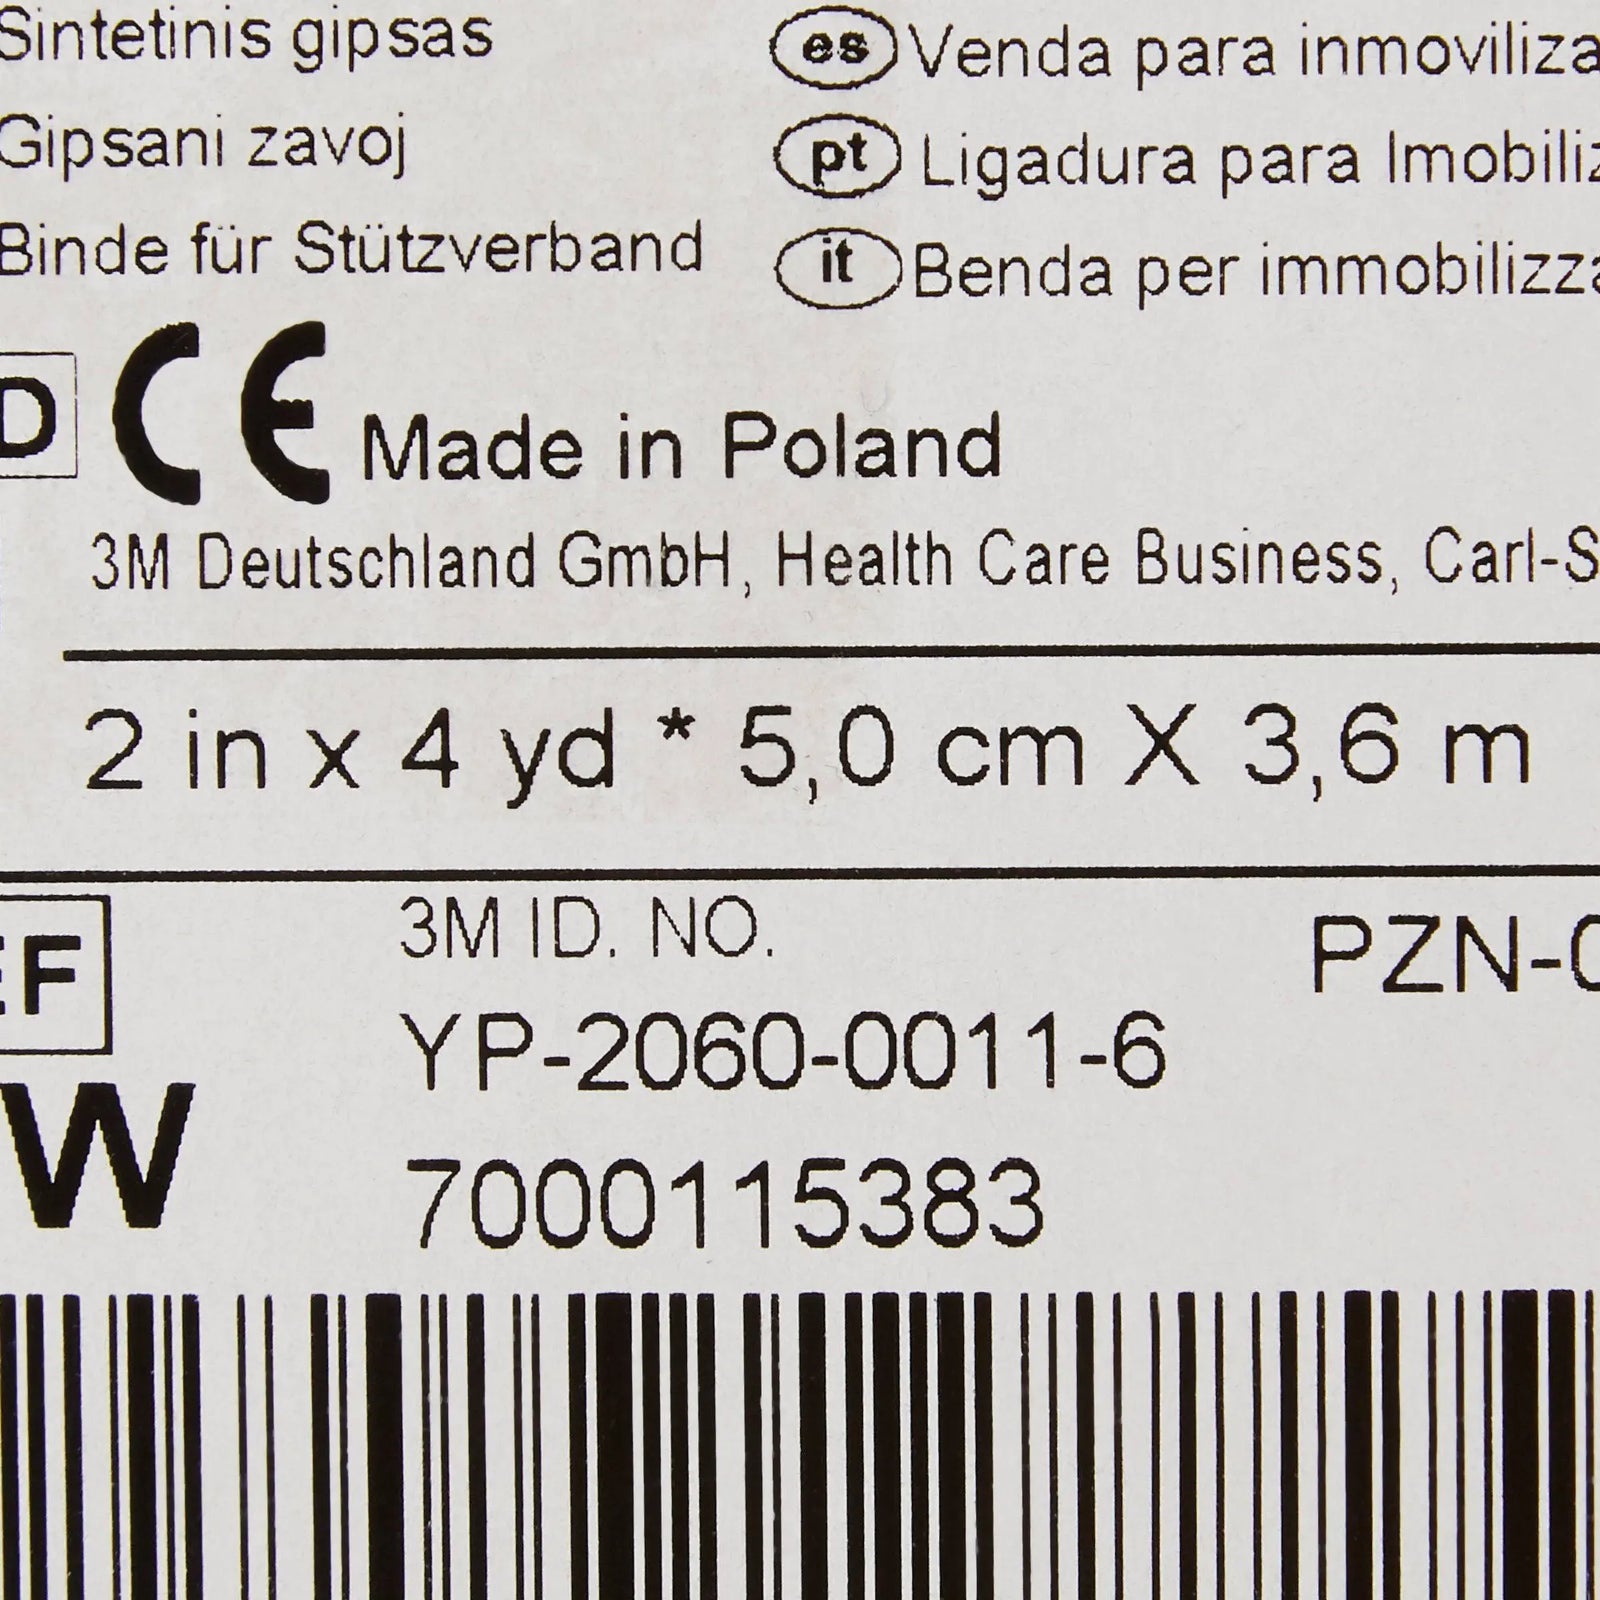 Sintetinis gipsas
Gipsani zavoj
Binde für Stützverband
es Venda para inmoviliza
pt Ligadura para Imobiliz
it Benda per immobilizza
D CE Made in Poland
3M Deutschland GmbH, Health Care Business, Carl-S
2 in x 4 yd * 5,0 cm X 3,6 m
EF
W
3M ID. NO.
YP-2060-0011-6
7000115383
PZN-0